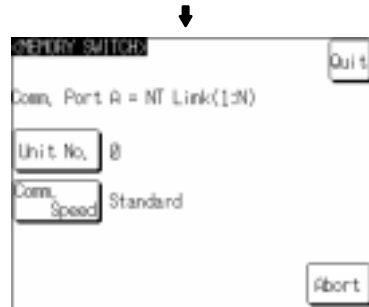 <MEMORY SWITCH>
Quit
Comm. Port A = NT Link(1:N)
Unit No. 0
Comm.
Speed Standard
Abort